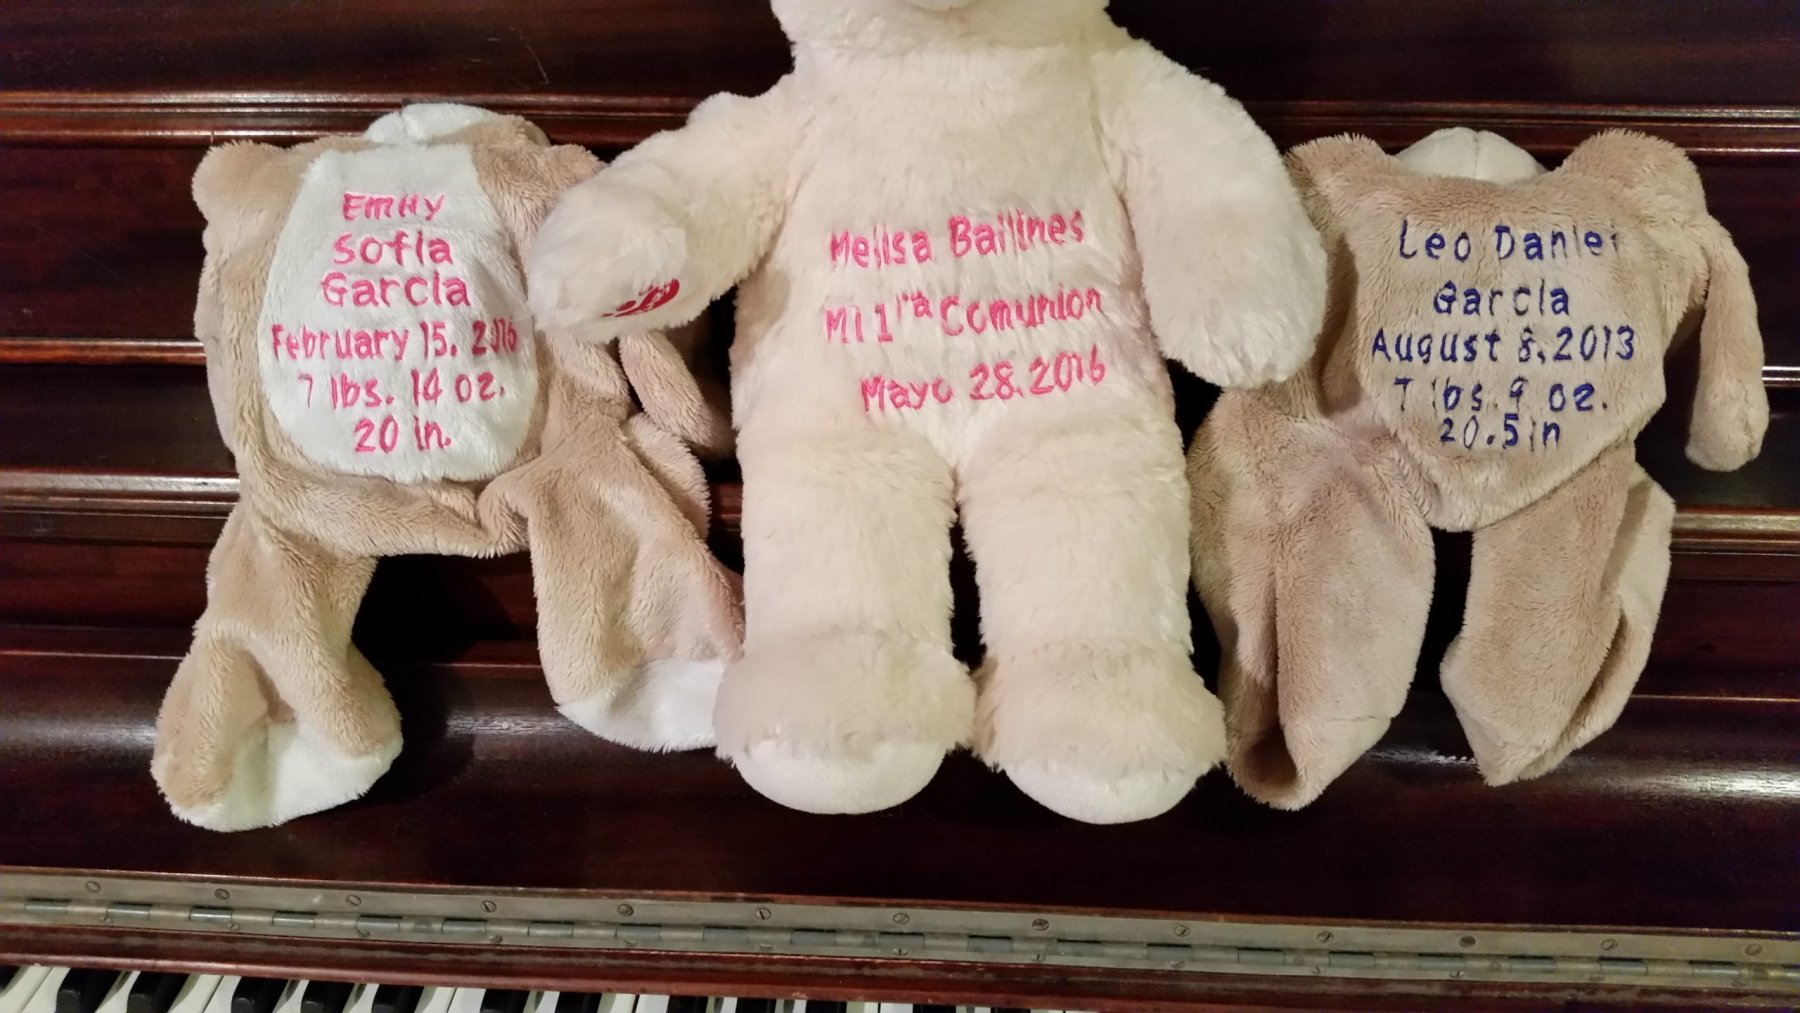 Emily
Sofia
Garcia
February 15, 2016
7 lbs. 14 oz.
20 in.
Melisa Bailines
Mi 1ra Comunion
Mayo 28, 2016
Leo Daniel
Garcia
August 8, 2013
7 lbs. 9 oz.
20.5 in